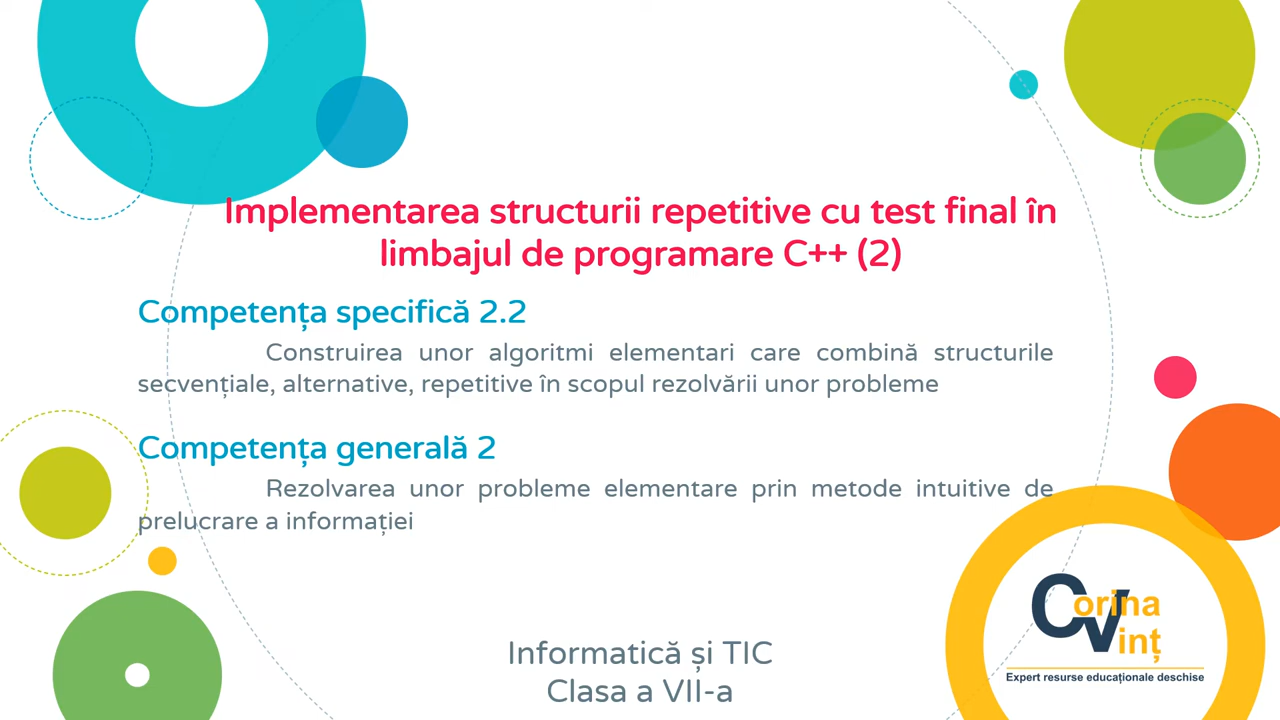 Implementarea structurii repetitive cu test final în
limbajul de programare C++ (2)
Competența specifică 2.2
Construirea unor algoritmi elementari care combină structurile
secvențiale, alternative, repetitive în scopul rezolvării unor probleme
Competența generală 2
Rezolvarea unor probleme elementare prin metode intuitive de
prelucrare a informației
Informatică și TIC
Clasa a VII-a
Corina
Vinț
Expert resurse educaționale deschise